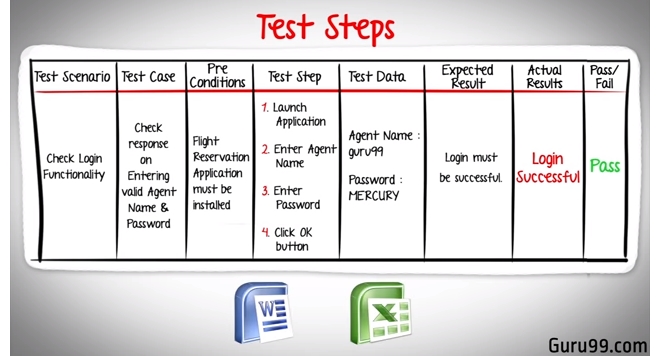 Test Steps
Test Scenario
Test Case
Pre
Conditions
Test Step
Test Data
Expected
Result
Actual
Results
Pass/
Fail
Check Login
Functionality
Check
response
on
Entering
valid Agent
Name &
Password
Flight
Reservation
Application
must be
installed
1. Launch
Application
2. Enter Agent
Name
3. Enter
Password
4. Click OK
button
Agent Name :
guru99
Password :
MERCURY
Login must
be successful.
Login
Successful
Pass
W
X
Guru99.com